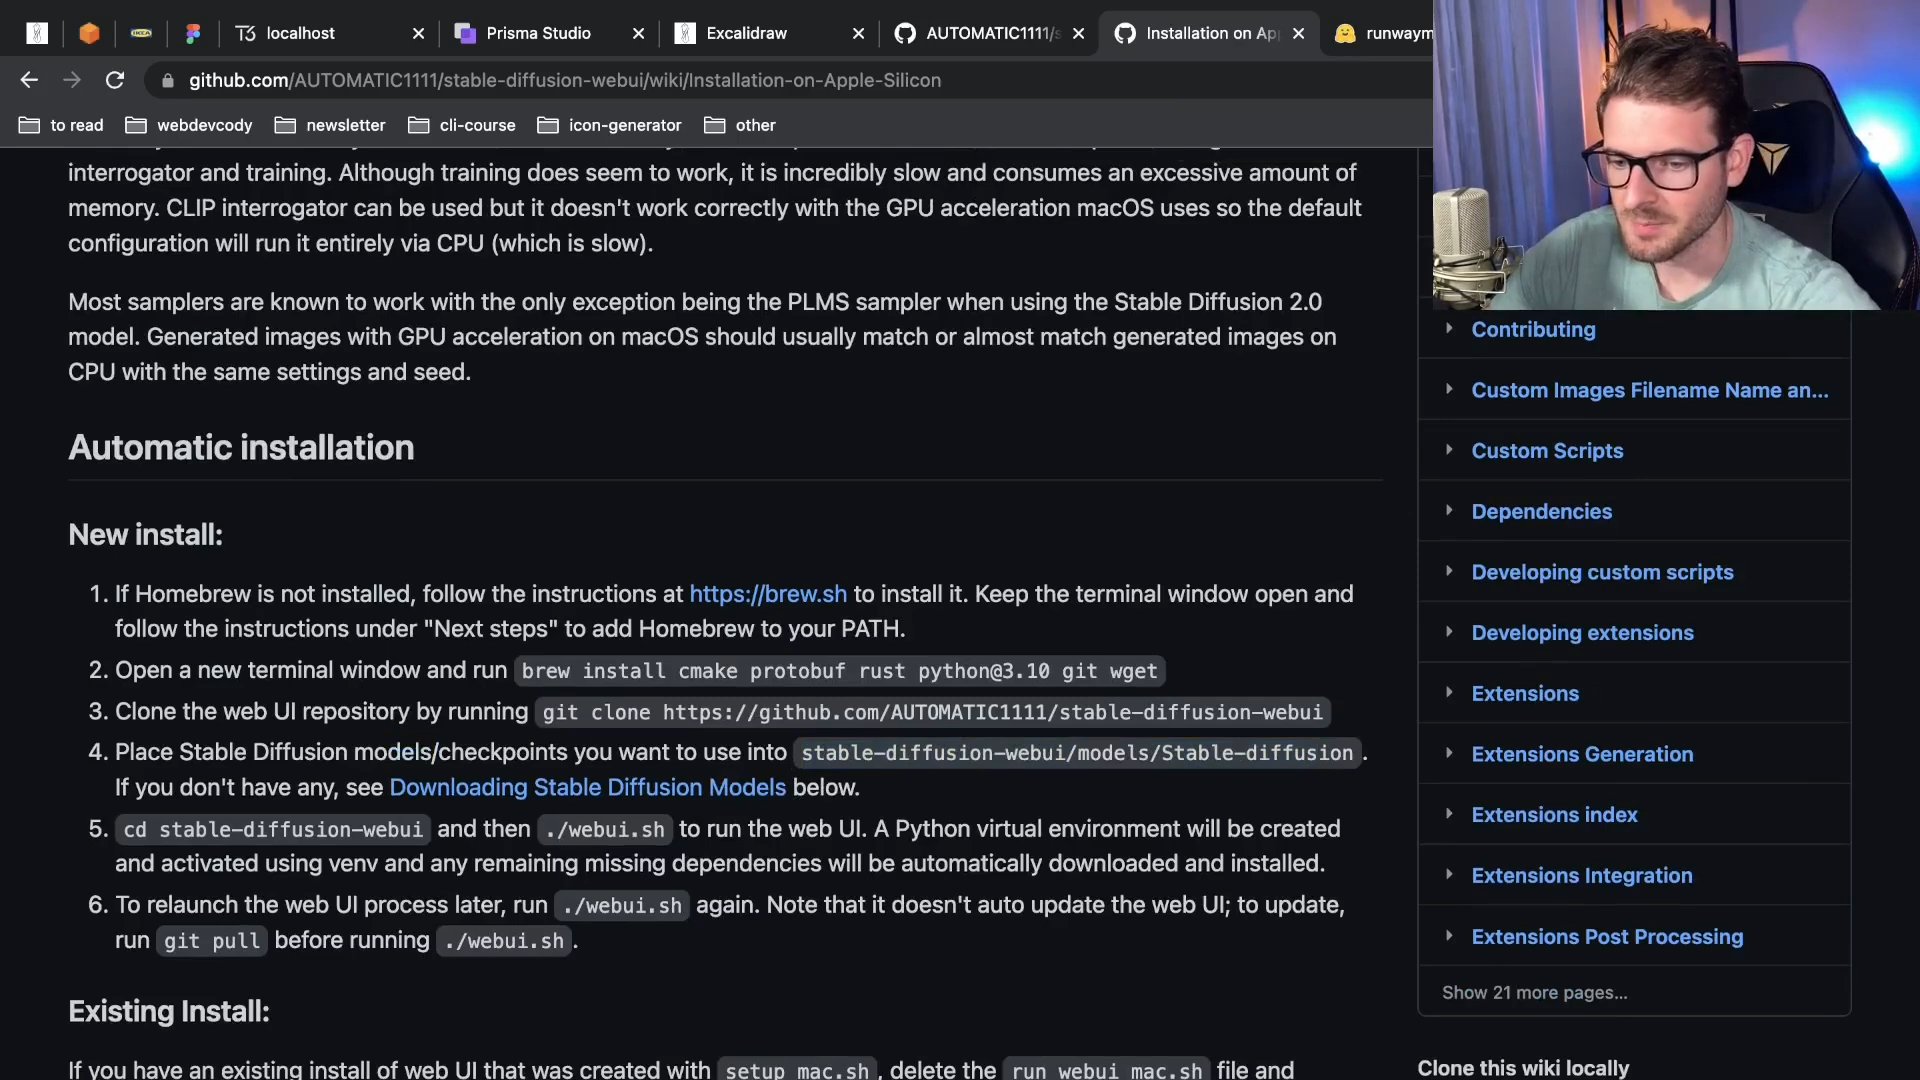 IKEA
T3 localhost
Prisma Studio
Excalidraw
AUTOMATIC1111/s
Installation on Ap
runwaym
github.com/AUTOMATIC1111/stable-diffusion-webui/wiki/Installation-on-Apple-Silicon
to read
webdevcody
newsletter
cli-course
icon-generator
other
interrogator and training. Although training does seem to work, it is incredibly slow and consumes an excessive amount of
memory. CLIP interrogator can be used but it doesn't work correctly with the GPU acceleration macOS uses so the default
configuration will run it entirely via CPU (which is slow).
Most samplers are known to work with the only exception being the PLMS sampler when using the Stable Diffusion 2.0
model. Generated images with GPU acceleration on macOS should usually match or almost match generated images on
CPU with the same settings and seed.
Automatic installation
New install:
1. If Homebrew is not installed, follow the instructions at https://brew.sh to install it. Keep the terminal window open and
follow the instructions under "Next steps" to add Homebrew to your PATH.
2. Open a new terminal window and run brew install cmake protobuf rust python@3.10 git wget
3. Clone the web UI repository by running git clone https://github.com/AUTOMATIC1111/stable-diffusion-webui
4. Place Stable Diffusion models/checkpoints you want to use into stable-diffusion-webui/models/Stable-diffusion.
If you don't have any, see Downloading Stable Diffusion Models below.
5. cd stable-diffusion-webui and then ./webui.sh to run the web UI. A Python virtual environment will be created
and activated using venv and any remaining missing dependencies will be automatically downloaded and installed.
6. To relaunch the web UI process later, run ./webui.sh again. Note that it doesn't auto update the web UI; to update,
run git pull before running ./webui.sh.
Existing Install:
If you have an existing install of web UI that was created with setup_mac.sh, delete the run_webui_mac.sh file and
Contributing
Custom Images Filename Name an...
Custom Scripts
Dependencies
Developing custom scripts
Developing extensions
Extensions
Extensions Generation
Extensions index
Extensions Integration
Extensions Post Processing
Show 21 more pages...
Clone this wiki locally